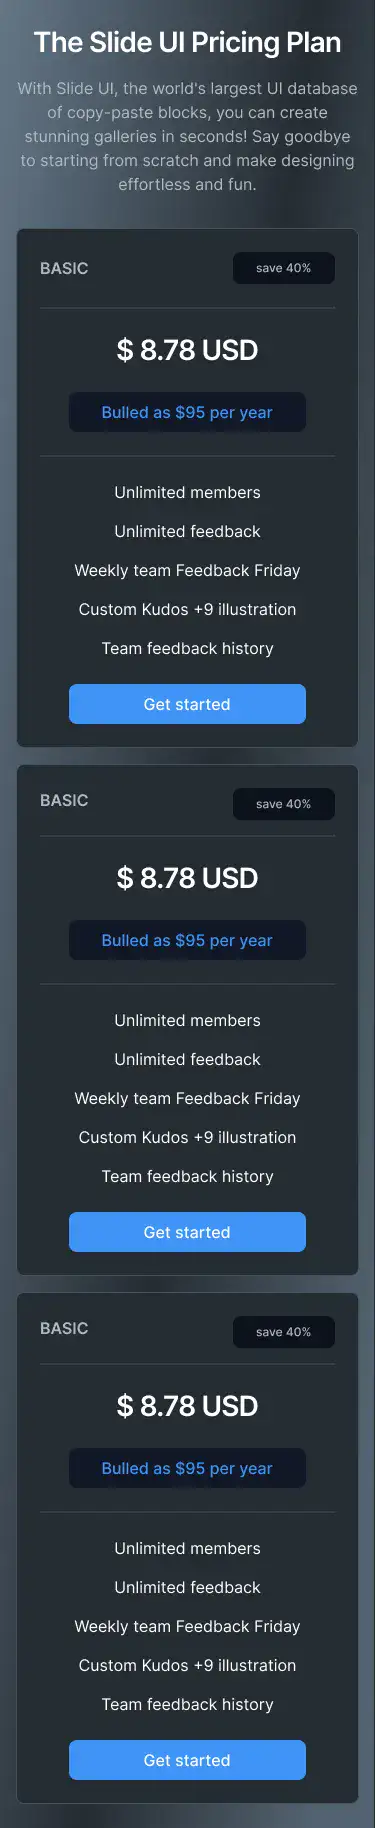 The Slide UI Pricing Plan
With Slide UI, the world's largest UI database
of copy-paste blocks, you can create
stunning galleries in seconds! Say goodbye
to starting from scratch and make designing
effortless and fun.
BASIC
save 40%
$ 8.78 USD
Bulled as $95 per year
Unlimited members
Unlimited feedback
Weekly team Feedback Friday
Custom Kudos +9 illustration
Team feedback history
Get started
BASIC
save 40%
$ 8.78 USD
Bulled as $95 per year
Unlimited members
Unlimited feedback
Weekly team Feedback Friday
Custom Kudos +9 illustration
Team feedback history
Get started
BASIC
save 40%
$ 8.78 USD
Bulled as $95 per year
Unlimited members
Unlimited feedback
Weekly team Feedback Friday
Custom Kudos +9 illustration
Team feedback history
Get started